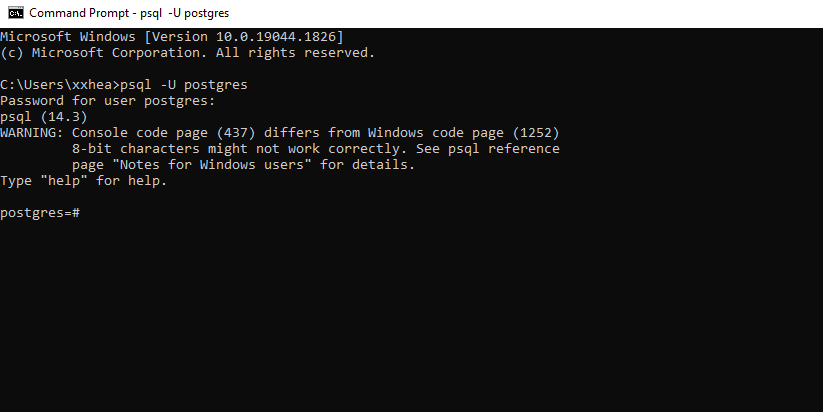 Command Prompt - psql  -U postgres
Microsoft Windows [Version 10.0.19044.1826]
(c) Microsoft Corporation. All rights reserved.
C:\Users\xxhea>psql -U postgres
Password for user postgres:
psql (14.3)
WARNING: Console code page (437) differs from Windows code page (1252)
         8-bit characters might not work correctly. See psql reference
         page "Notes for Windows users" for details.
Type "help" for help.
postgres=#